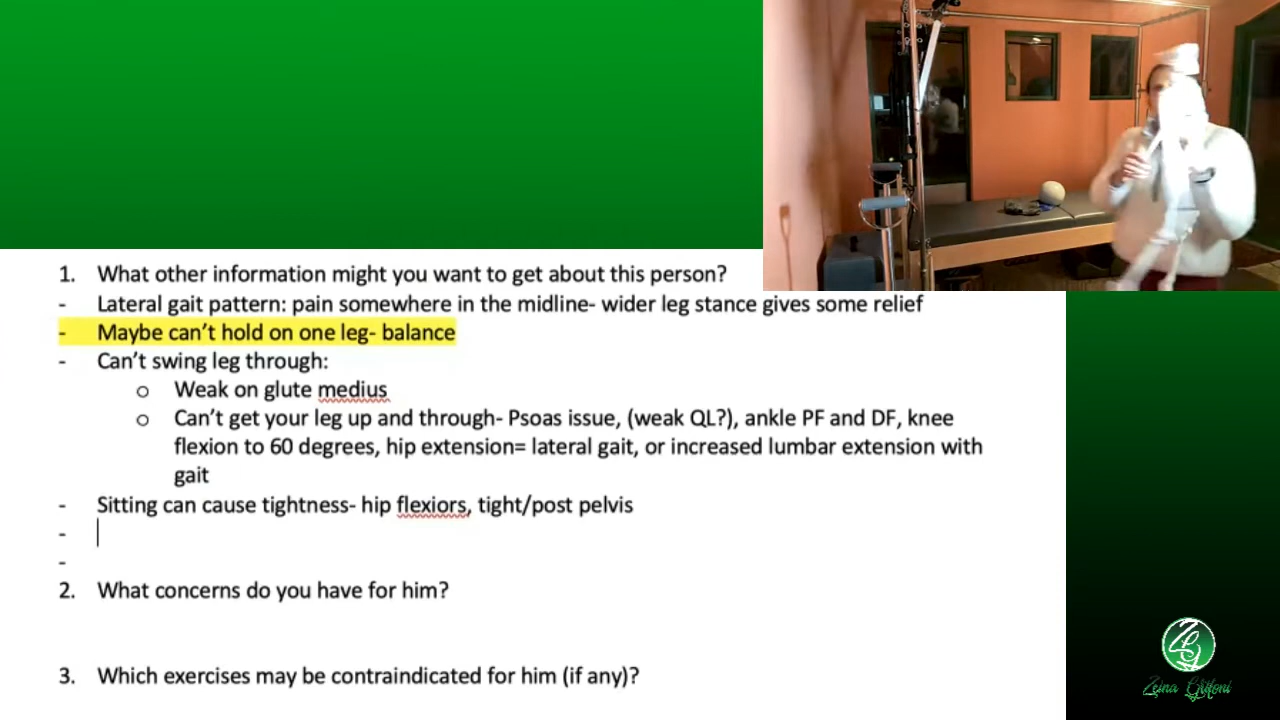 1. What other information might you want to get about this person?
- Lateral gait pattern: pain somewhere in the midline- wider leg stance gives some relief
- Maybe can't hold on one leg- balance
- Can't swing leg through:
o Weak on glute medius
o Can't get your leg up and through- Psoas issue, (weak QL?), ankle PF and DF, knee
flexion to 60 degrees, hip extension= lateral gait, or increased lumbar extension with
gait
- Sitting can cause tightness- hip flexiors, tight/post pelvis
-
-
2. What concerns do you have for him?
3. Which exercises may be contraindicated for him (if any)?
ZG
Zeina Grifoni